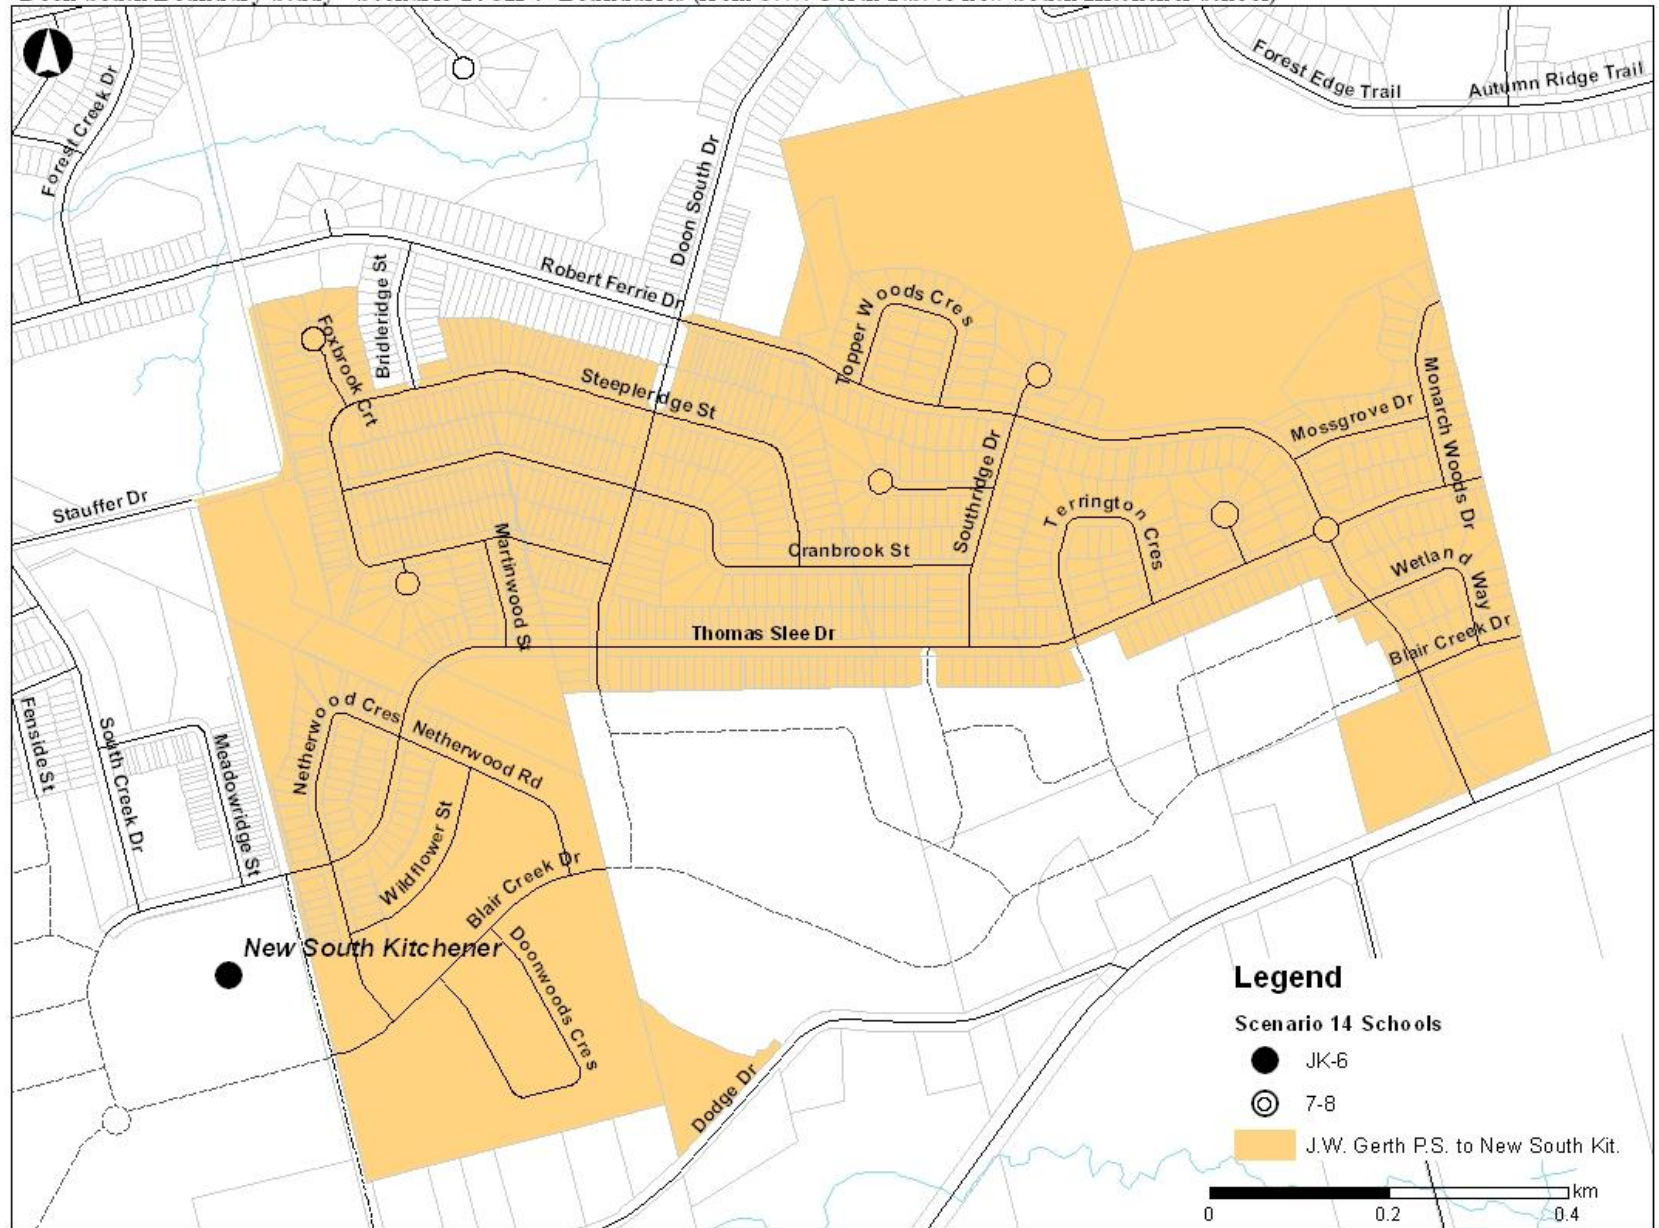 Forest Edge Trail
Autumn Ridge Trail
Forest Creek Dr
Doon South Dr
Robert Ferrie Dr
Bridleridge St
Foxbrook Crt
Topper Woods Cres
Steepleridge St
Monarch Woods Dr
Mossgrove Dr
Southridge Dr
Terrington Cres
Stauffer Dr
Martinwood St
Cranbrook St
Wetland Way
Thomas Slee Dr
Blair Creek Dr
Fenside St
South Creek Dr
Meadowridge St
Netherwood Cres
Netherwood Rd
Wildflower St
Blair Creek Dr
Doonwoods Cres
New South Kitchener
Dodge Dr
Legend
Scenario 14 Schools
JK-6
7-8
J.W. Gerth P.S. to New South Kit.
km
0 0.2 0.4